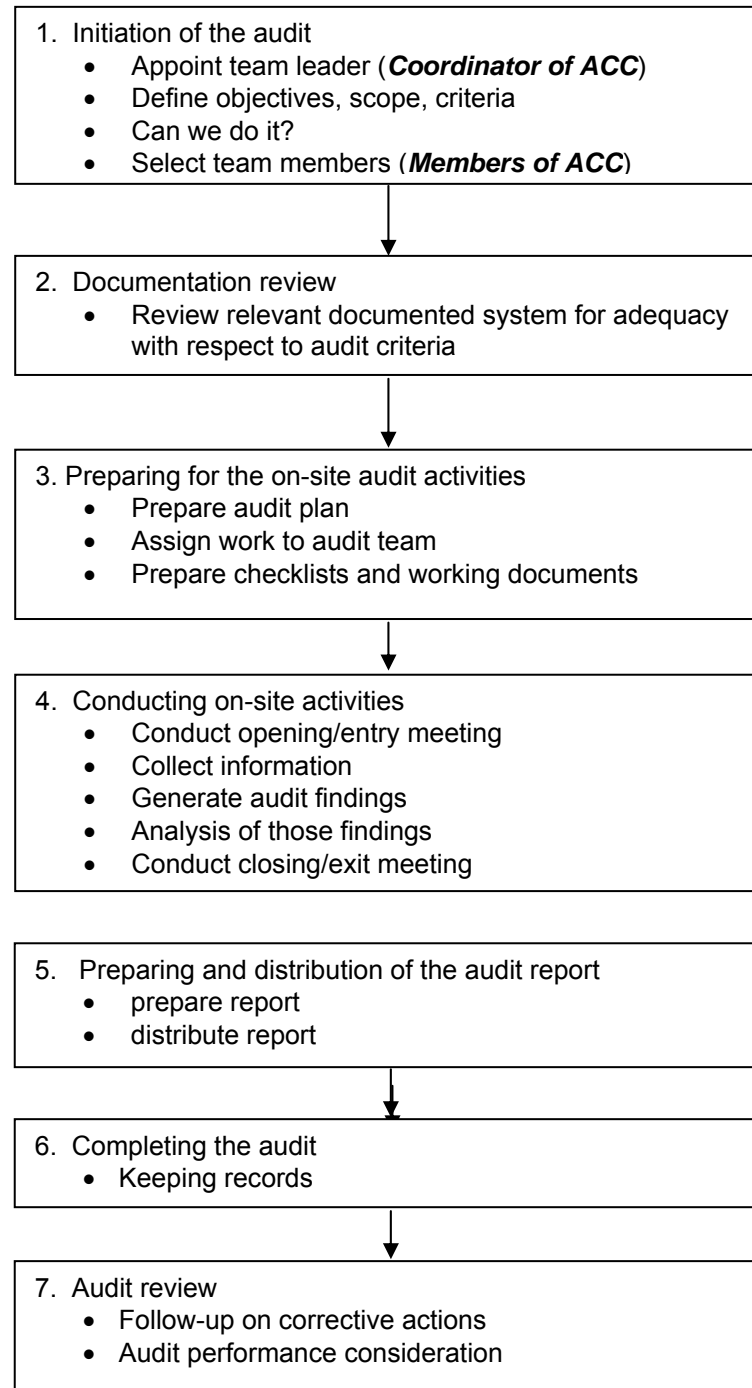 1. Initiation of the audit
• Appoint team leader (Coordinator of ACC)
• Define objectives, scope, criteria
• Can we do it?
• Select team members (Members of ACC)
2. Documentation review
• Review relevant documented system for adequacy
with respect to audit criteria
3. Preparing for the on-site audit activities
• Prepare audit plan
• Assign work to audit team
• Prepare checklists and working documents
4. Conducting on-site activities
• Conduct opening/entry meeting
• Collect information
• Generate audit findings
• Analysis of those findings
• Conduct closing/exit meeting
5. Preparing and distribution of the audit report
• prepare report
• distribute report
6. Completing the audit
• Keeping records
7. Audit review
• Follow-up on corrective actions
• Audit performance consideration